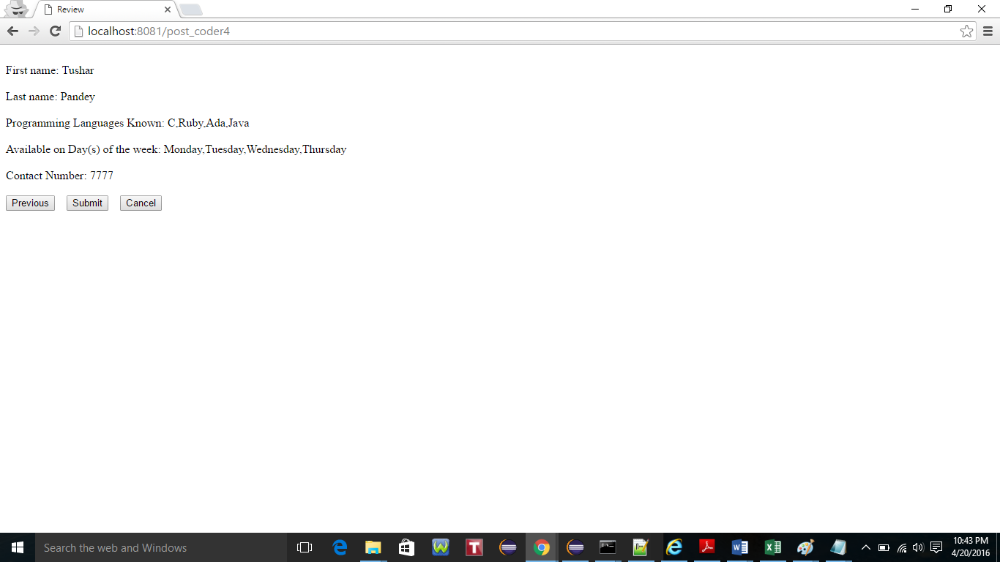 Review
localhost:8081/post_coder4
First name: Tushar
Last name: Pandey
Programming Languages Known: C,Ruby,Ada,Java
Available on Day(s) of the week: Monday,Tuesday,Wednesday,Thursday
Contact Number: 7777
Previous Submit Cancel
Search the web and Windows
10:43 PM
4/20/2016